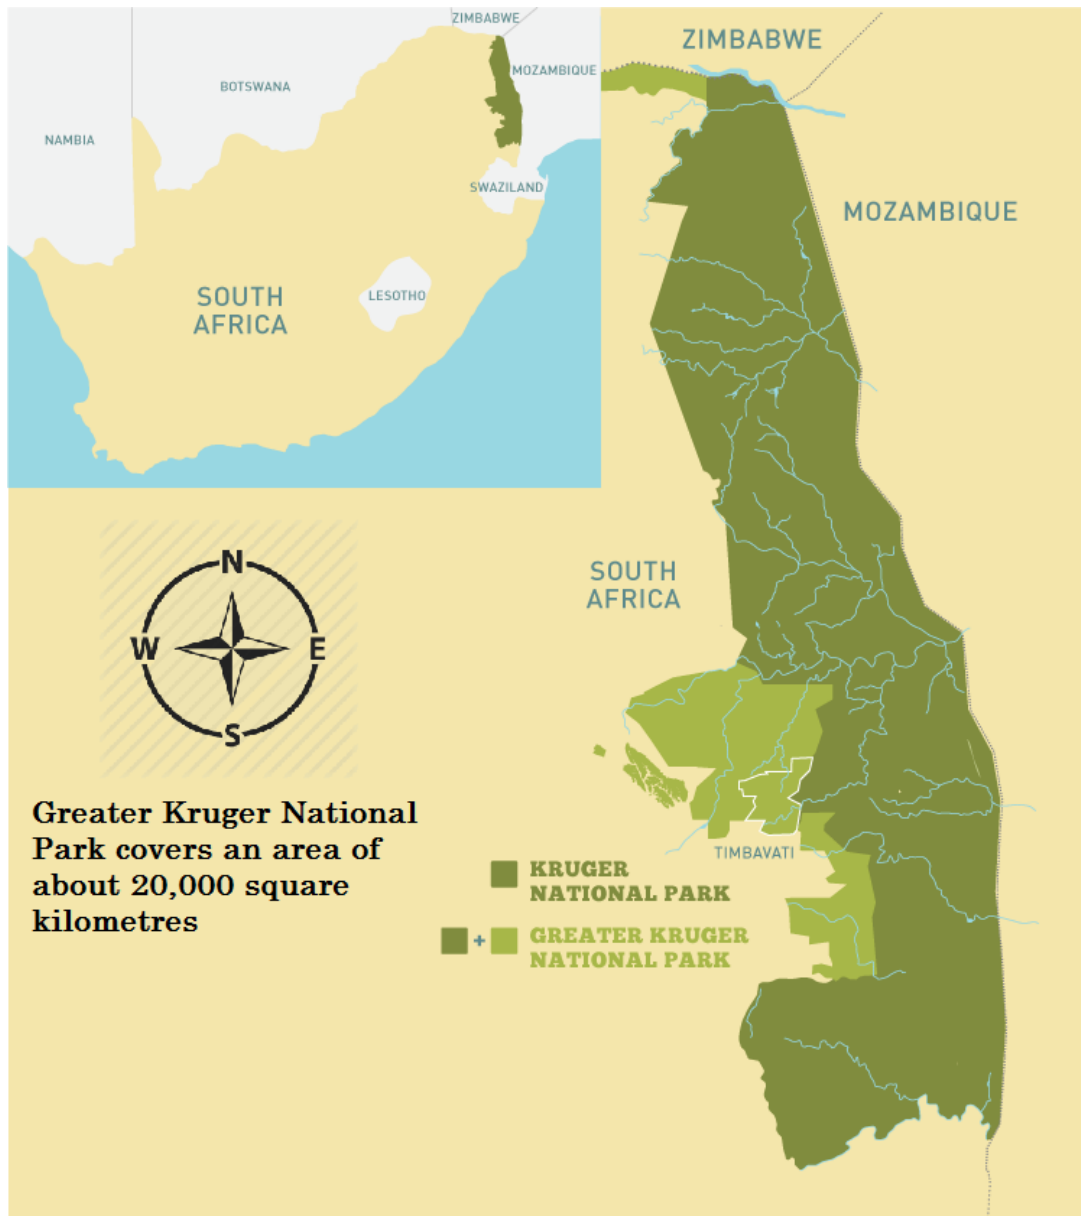 ZIMBABWE
MOZAMBIQUE
BOTSWANA
NAMBIA
SWAZILAND
LESOTHO
SOUTH
AFRICA
ZIMBABWE
MOZAMBIQUE
SOUTH
AFRICA
N
W
E
S
Greater Kruger National
Park covers an area of
about 20,000 square
kilometres
TIMBAVATI
KRUGER
NATIONAL PARK
+
GREATER KRUGER
NATIONAL PARK